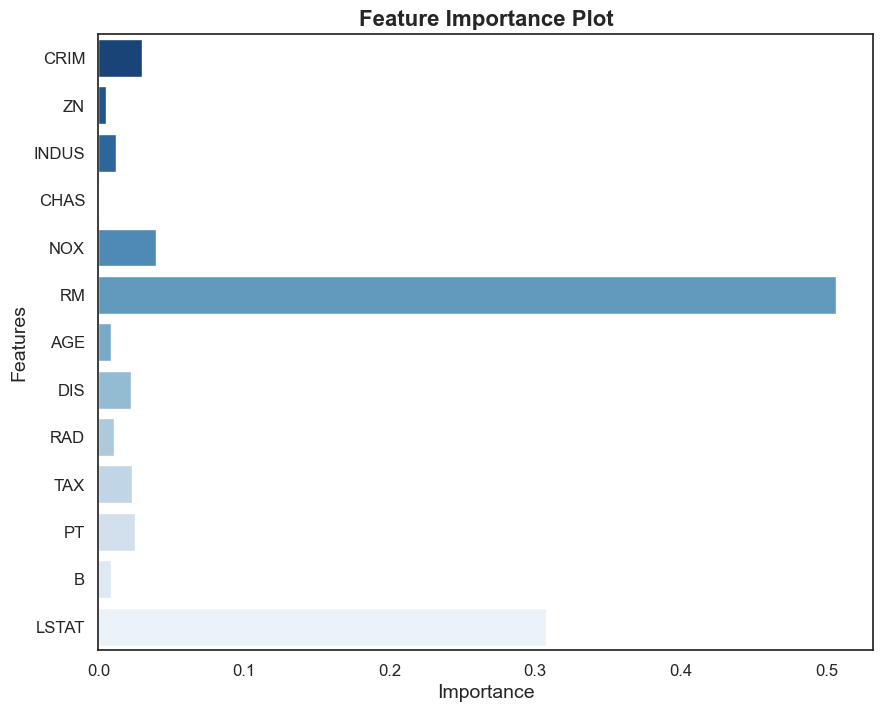 Feature Importance Plot
CRIM
ZN
INDUS
CHAS
NOX
RM
AGE
DIS
RAD
TAX
PT
B
LSTAT
Features
0.0 0.1 0.2 0.3 0.4 0.5
Importance